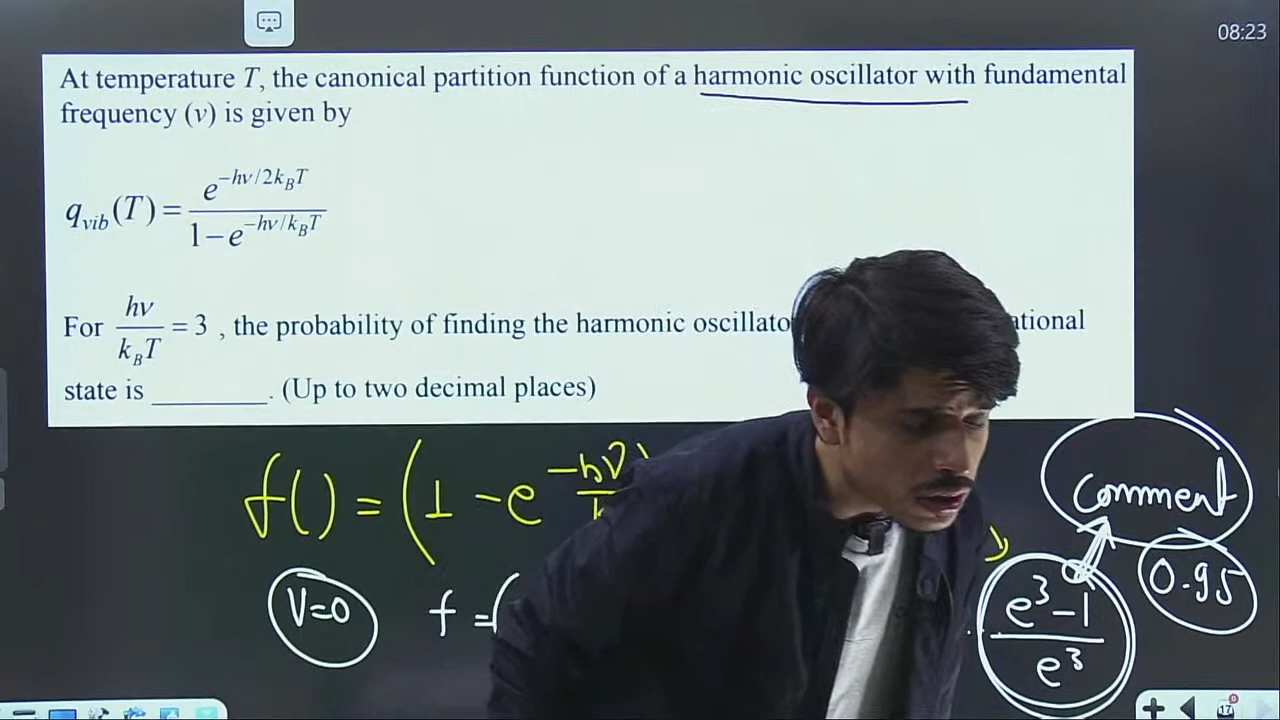 08:23
At temperature T, the canonical partition function of a harmonic oscillator with fundamental
frequency (ν) is given by
q_vib(T) = e^(-hν/2k_BT) / (1-e^(-hν/k_BT))
For hν/(k_BT) = 3 , the probability of finding the harmonic
state is ________. (Up to two decimal places)
f() = (1 - e^(-hν
comment
V=0 f =(
(e³-1)/e³
0.95
17